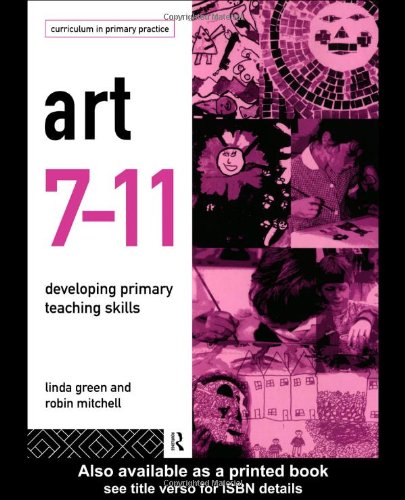 curriculum in primary practice
art
7–11
developing primary
teaching skills
linda green and
robin mitchell
Also available as a printed book
see title verso for ISBN details